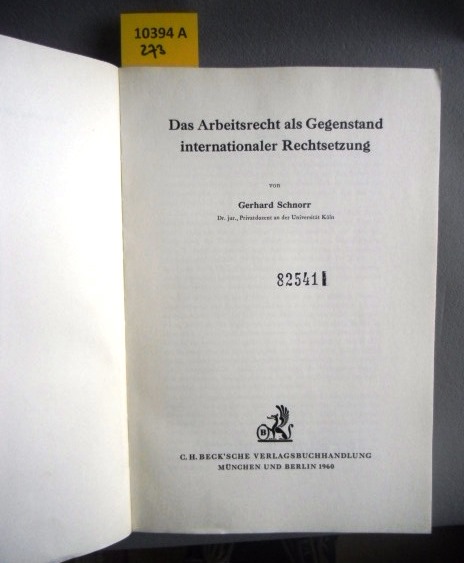 10394 A
273
Das Arbeitsrecht als Gegenstand
internationaler Rechtsetzung
von
Gerhard Schnorr
Dr. jur., Privatdozent an der Universität Köln
82541
B
C. H. BECK'SCHE VERLAGSBUCHHANDLUNG
MÜNCHEN UND BERLIN 1960